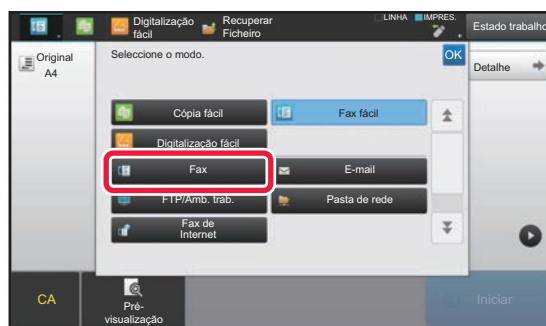 Digitalização
fácil
Recuperar
Ficheiro
LINHA
IMPRES.
Estado trabalho
Original
A4
Seleccione o modo.
OK
Detalhe
Cópia fácil
Fax fácil
Digitalização fácil
Fax
E-mail
FTP/Amb. trab.
Pasta de rede
Fax de
Internet
CA
Pré-
visualização
Iniciar